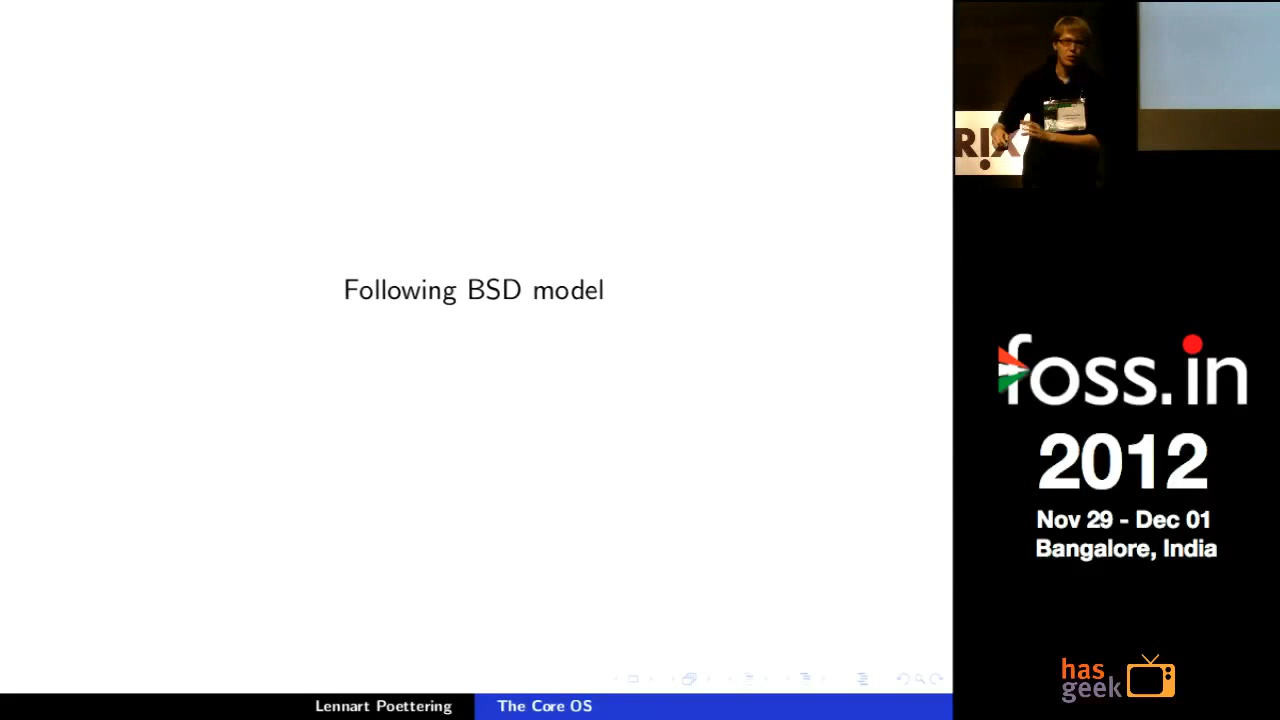 Following BSD model
Lennart Poettering
The Core OS
RIX
foss.in
2012
Nov 29 - Dec 01
Bangalore, India
has
geek